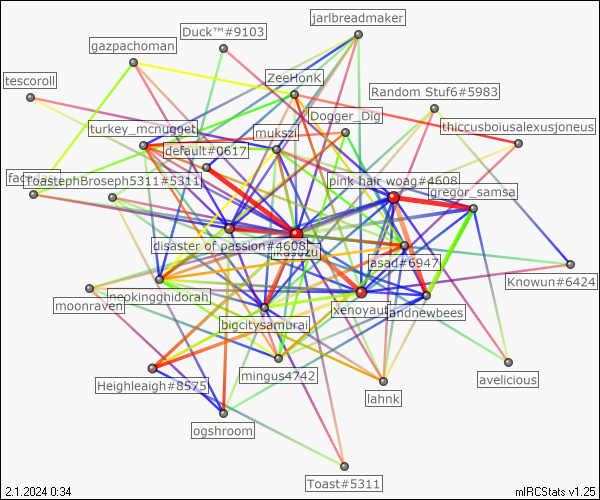 jarlbreadmaker
Duck™#9103
gazpachoman
ZeeHonK
tescoroll
Random Stuf6#5983
Dogger_Dig
turkey_mcnugget
mukszi
thiccusboiusalexusjoneus
default#0617
ToastephBroseph5311#5311
pink hair woag#4608
gregor_samsa
disaster of passion#4608
asad#6947
Knowun#6424
moonraven
neokingghidorah
bigcitysamurai
xenoyaut
andnewbees
mingus4742
avelicious
Heighleaigh#8575
lahnk
ogshroom
Toast#5311
2.1.2024 0:34
mIRCStats v1.25